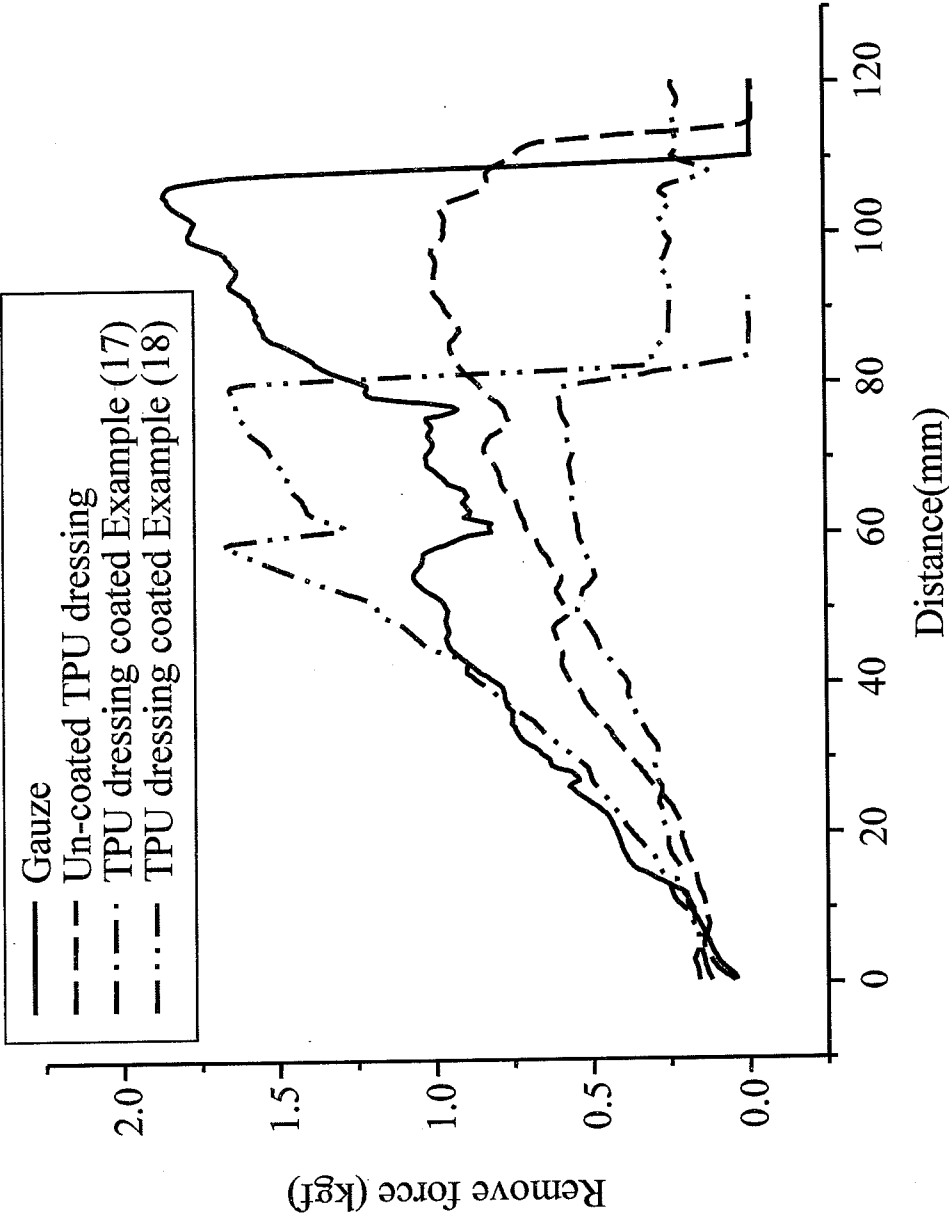 Gauze
Un-coated TPU dressing
TPU dressing coated Example (17)
TPU dressing coated Example (18)
Remove force (kgf)
2.0
1.5
1.0
0.5
0.0
0
20
40
60
80
100
120
Distance(mm)